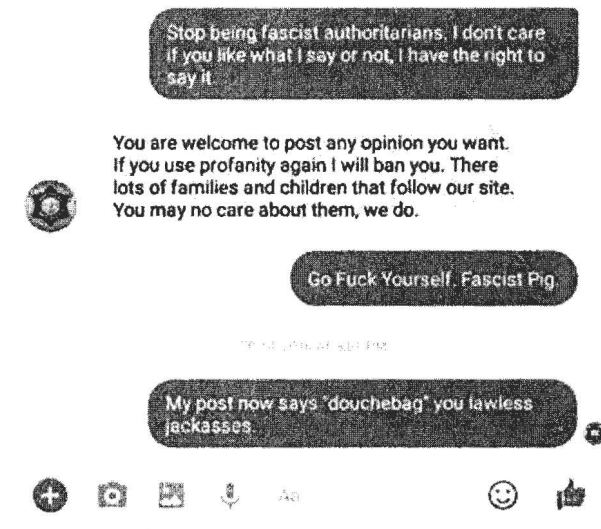 Stop being fascist authoritarians, I don't care
if you like what I say or not, I have the right to
say it
You are welcome to post any opinion you want.
If you use profanity again I will ban you. There
lots of families and children that follow our site.
You may no care about them, we do.
Go Fuck Yourself. Fascist Pig.
My post now says "douchebag" you lawless
jackasses.
Aa